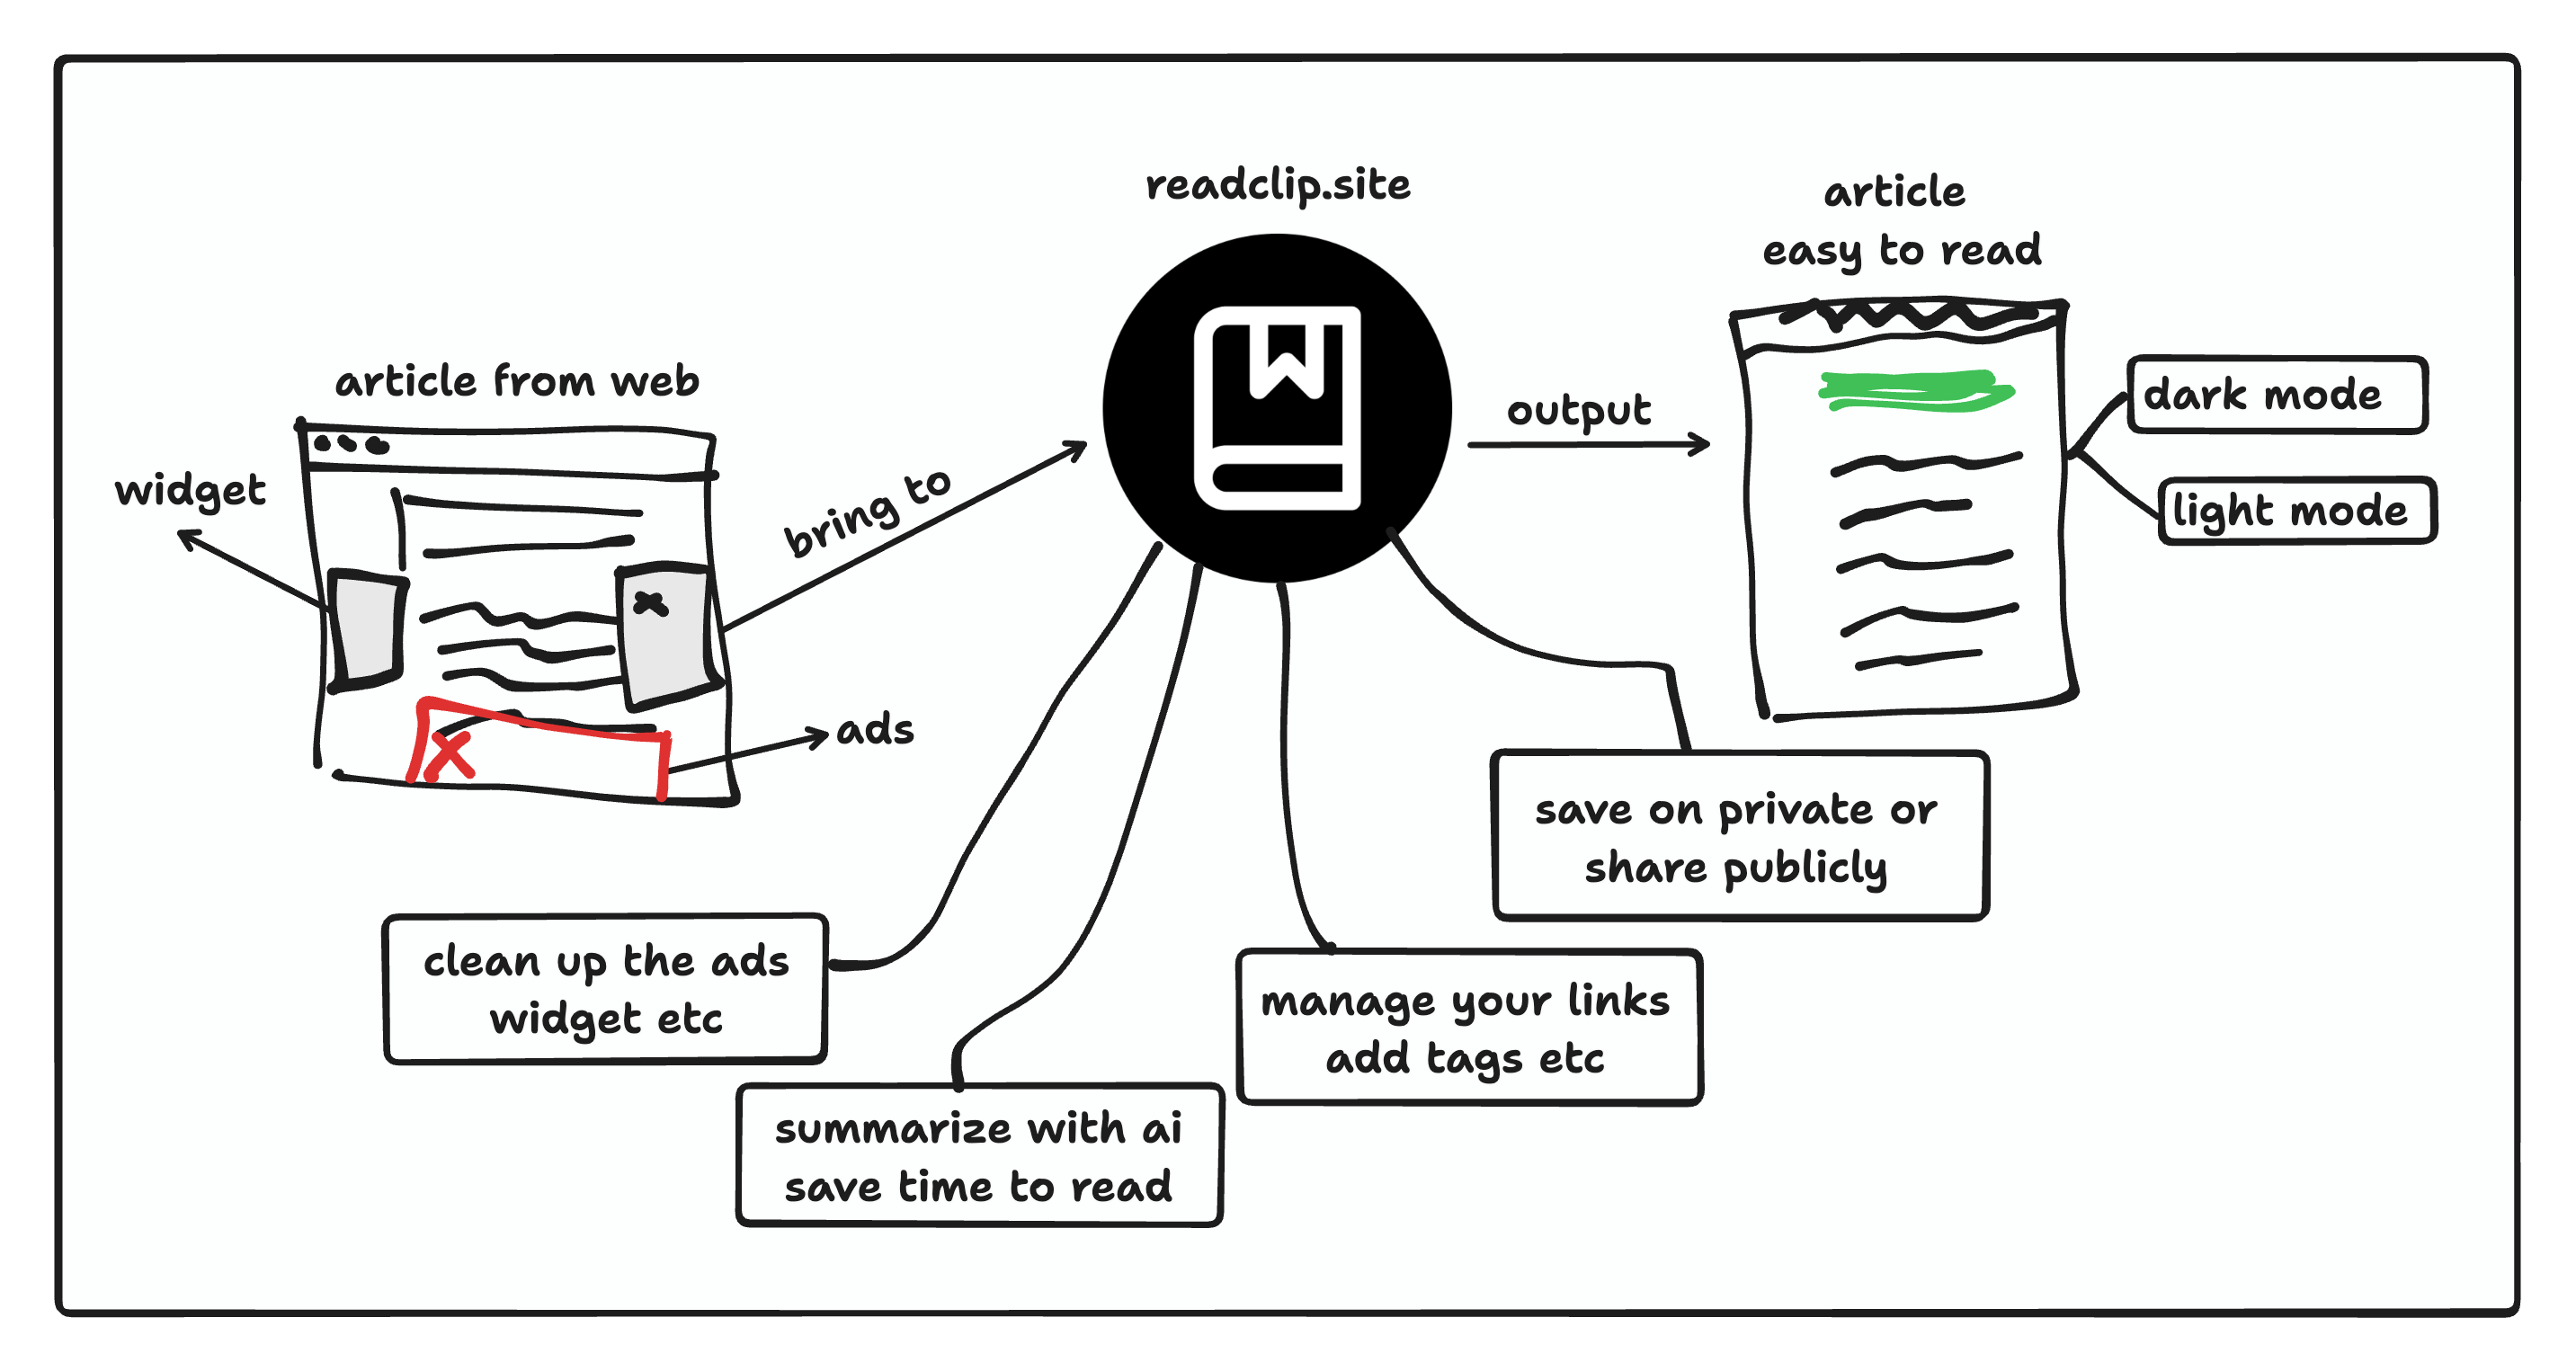 readclip.site
article
easy to read
article from web
widget
bring to
output
dark mode
light mode
ads
save on private or
share publicly
clean up the ads
widget etc
manage your links
add tags etc
summarize with ai
save time to read